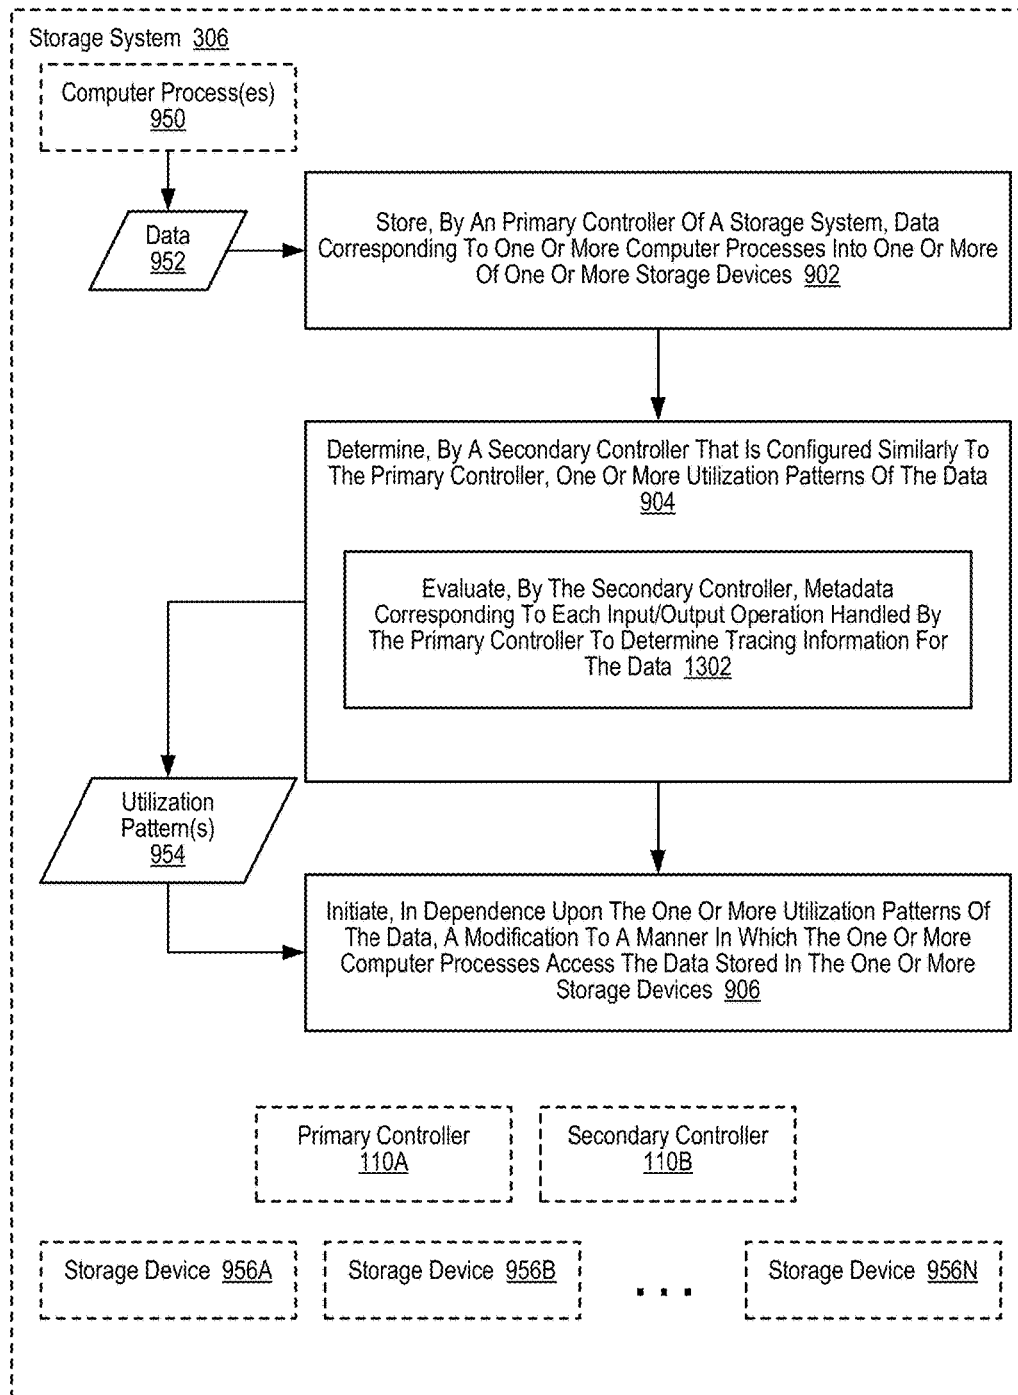 Storage System 306
Computer Process(es)
950
Data
952
Store, By An Primary Controller Of A Storage System, Data
Corresponding To One Or More Computer Processes Into One Or More
Of One Or More Storage Devices 902
Determine, By A Secondary Controller That Is Configured Similarly To
The Primary Controller, One Or More Utilization Patterns Of The Data
904
Evaluate, By The Secondary Controller, Metadata
Corresponding To Each Input/Output Operation Handled By
The Primary Controller To Determine Tracing Information For
The Data 1302
Utilization
Pattern(s)
954
Initiate, In Dependence Upon The One Or More Utilization Patterns Of
The Data, A Modification To A Manner In Which The One Or More
Computer Processes Access The Data Stored In The One Or More
Storage Devices 906
Primary Controller
110A
Secondary Controller
110B
Storage Device 956A
Storage Device 956B
. . .
Storage Device 956N